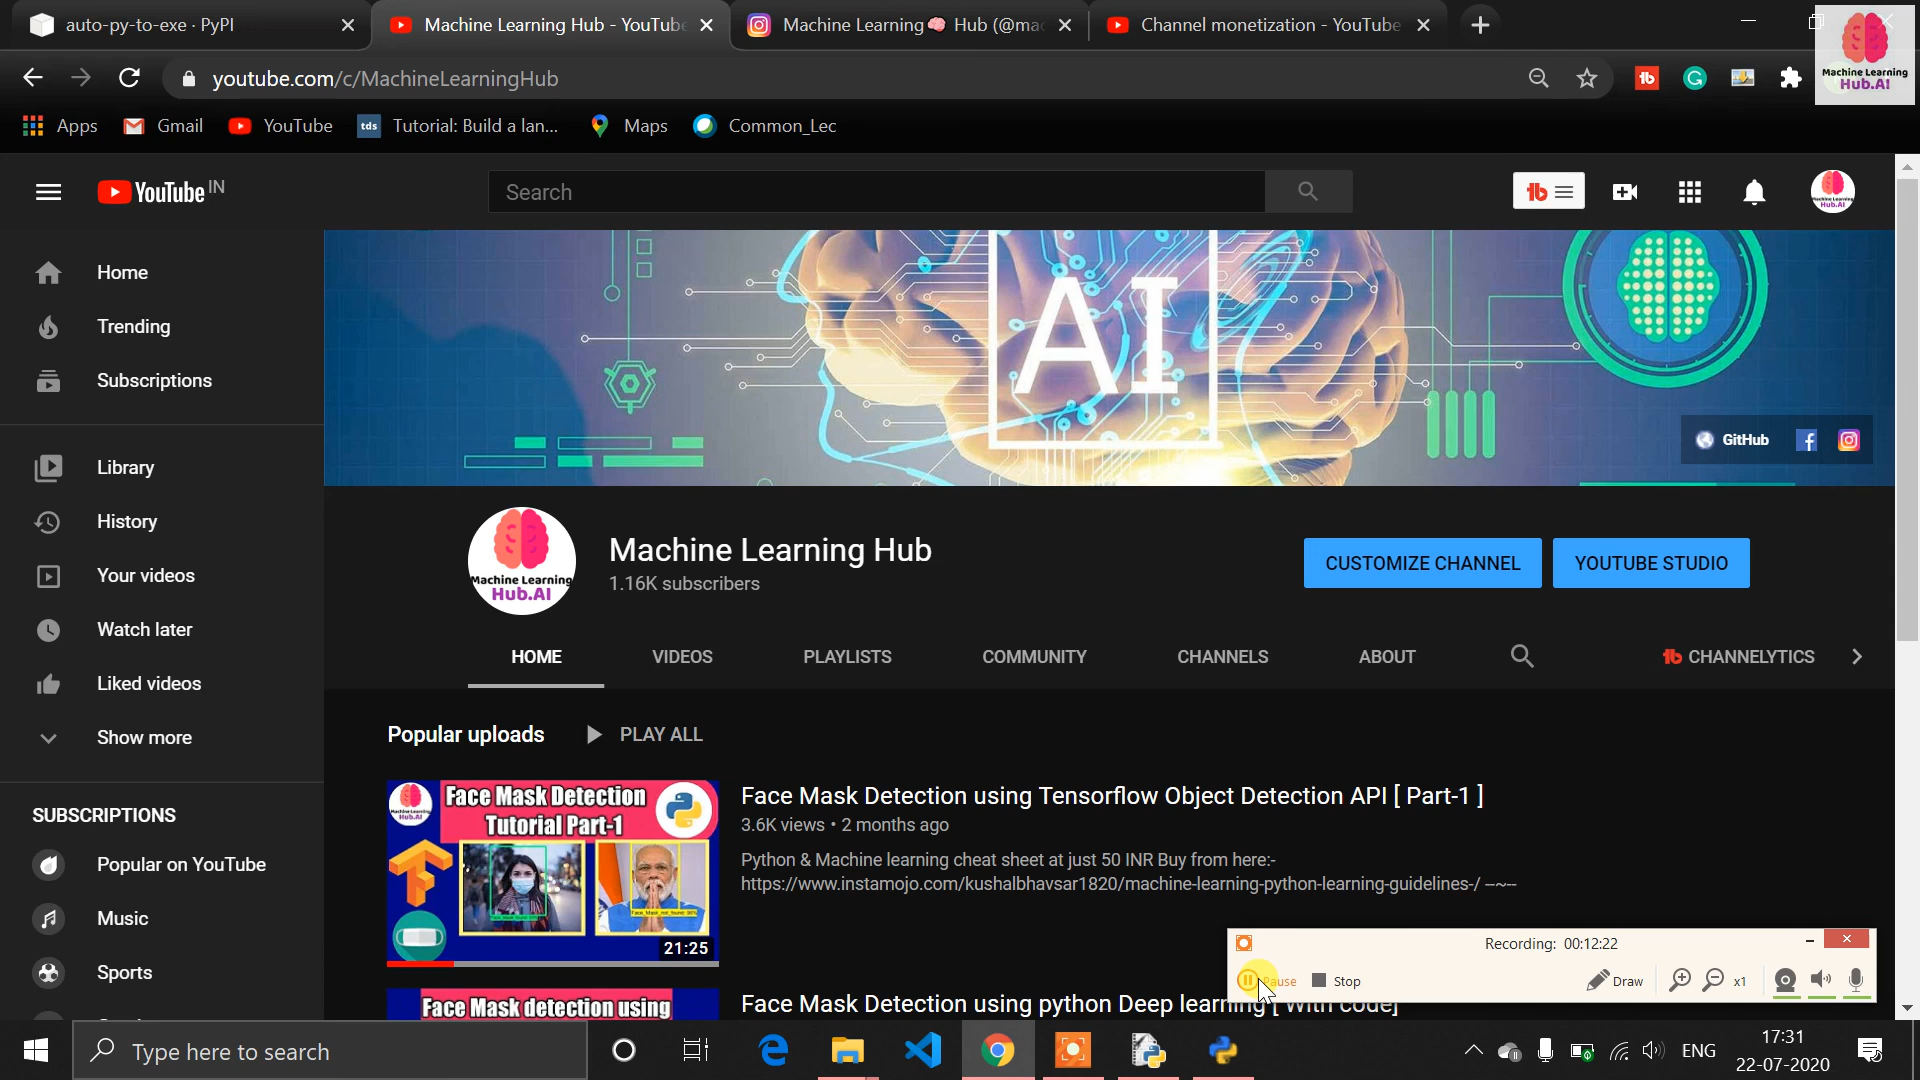 auto-py-to-exe · PyPI
Machine Learning Hub - YouTube
Machine Learning🧠 Hub (@mac
Channel monetization - YouTube
youtube.com/c/MachineLearningHub
Machine Learning
Hub.AI
Apps
Gmail
YouTube
tds
Tutorial: Build a lan...
Maps
Common_Lec
YouTube IN
Search
Home
Trending
Subscriptions
Library
History
Your videos
Watch later
Liked videos
Show more
SUBSCRIPTIONS
Popular on YouTube
Music
Sports
AI
GitHub
Machine Learning
Hub.AI
Machine Learning Hub
1.16K subscribers
CUSTOMIZE CHANNEL
YOUTUBE STUDIO
HOME
VIDEOS
PLAYLISTS
COMMUNITY
CHANNELS
ABOUT
CHANNELYTICS
Popular uploads
PLAY ALL
Face Mask Detection
Tutorial Part-1
21:25
Face Mask Detection using Tensorflow Object Detection API [ Part-1 ]
3.6K views • 2 months ago
Python & Machine learning cheat sheet at just 50 INR Buy from here:-
https://www.instamojo.com/kushalbhavsar1820/machine-learning-python-learning-guidelines-/ --~--
Face Mask detection using
Face Mask Detection using python Deep learning [ With code]
Recording: 00:12:22
Pause
Stop
Draw
x1
Type here to search
ENG
17:31
22-07-2020